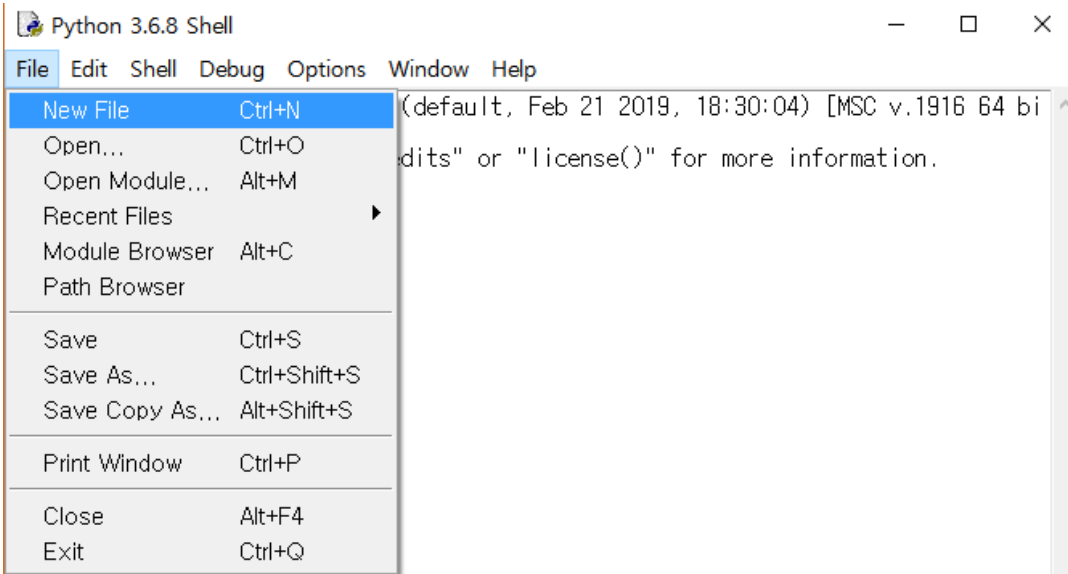 Python 3.6.8 Shell
File Edit Shell Debug Options Window Help
(default, Feb 21 2019, 18:30:04) [MSC v.1916 64 bi
"license()" for more information.
New File Ctrl+N
Open... Ctrl+O
Open Module... Alt+M
Recent Files
Module Browser Alt+C
Path Browser
Save Ctrl+S
Save As... Ctrl+Shift+S
Save Copy As... Alt+Shift+S
Print Window Ctrl+P
Close Alt+F4
Exit Ctrl+Q